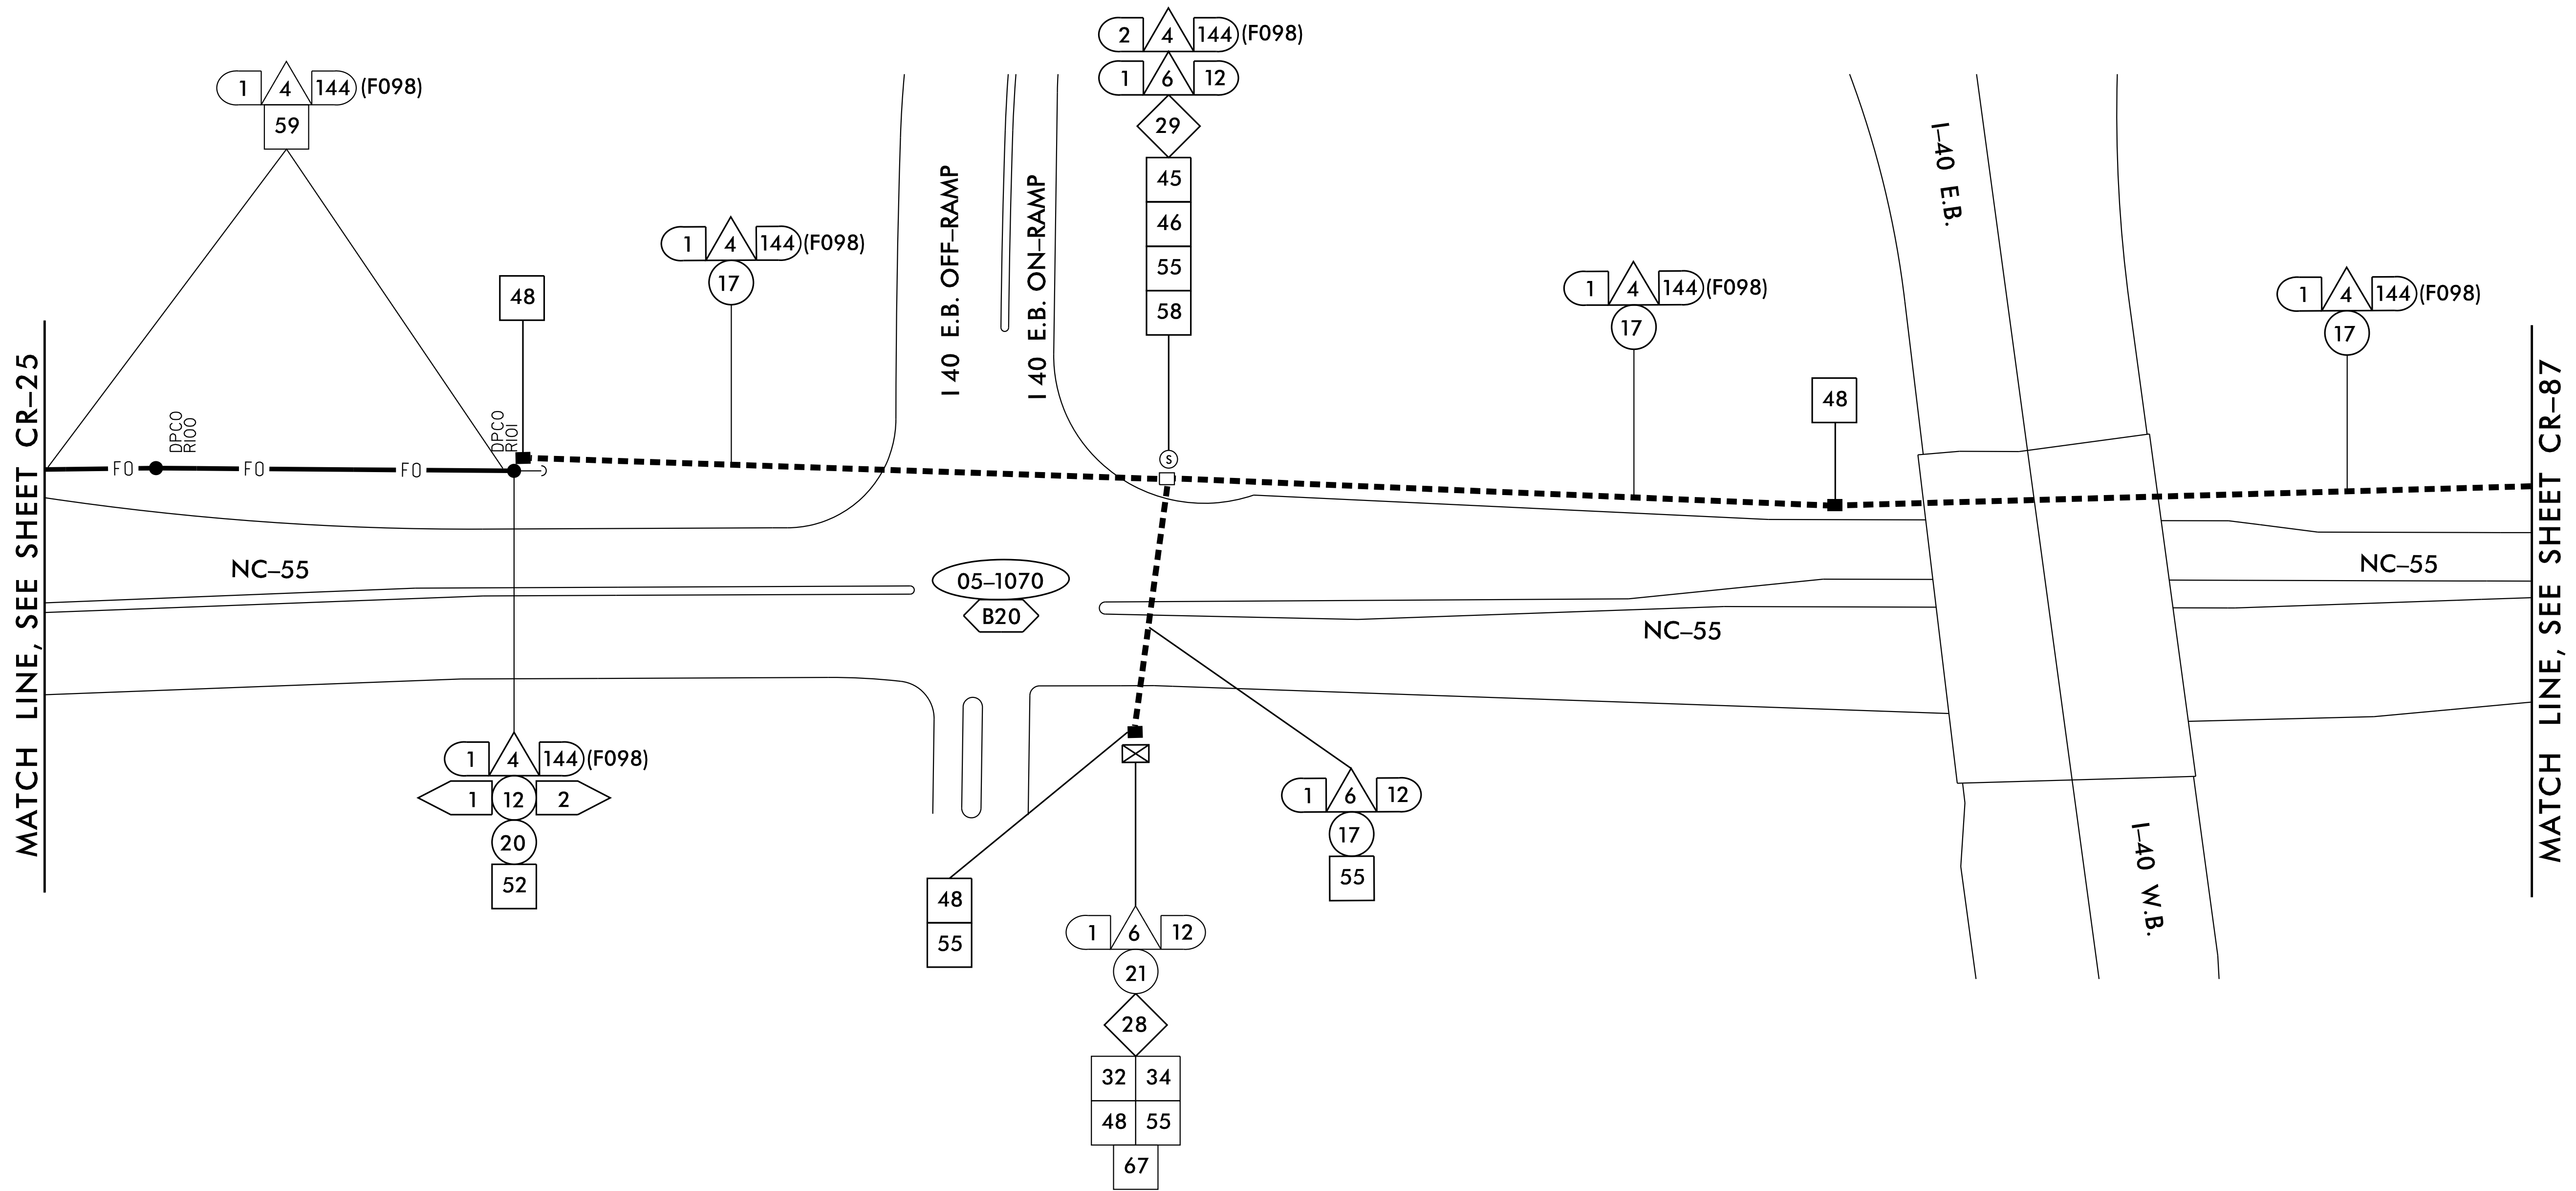 2 4 144 (F098)
1 6 12
29
45
46
55
58
1 4 144 (F098)
59
1 4 144 (F098)
17
48
I 40 E.B. OFF-RAMP
I 40 E.B. ON-RAMP
1 4 144 (F098)
17
48
I-40 E.B.
1 4 144 (F098)
17
MATCH LINE, SEE SHEET CR-25
DPCO
R100
DPCO
R101
FO FO FO
S
NC-55
05-1070
B20
NC-55
NC-55
MATCH LINE, SEE SHEET CR-87
1 4 144 (F098)
1 12 2
20
52
48
55
1 6 12
21
28
32 34
48 55
67
1 6 12
17
55
I-40 W.B.